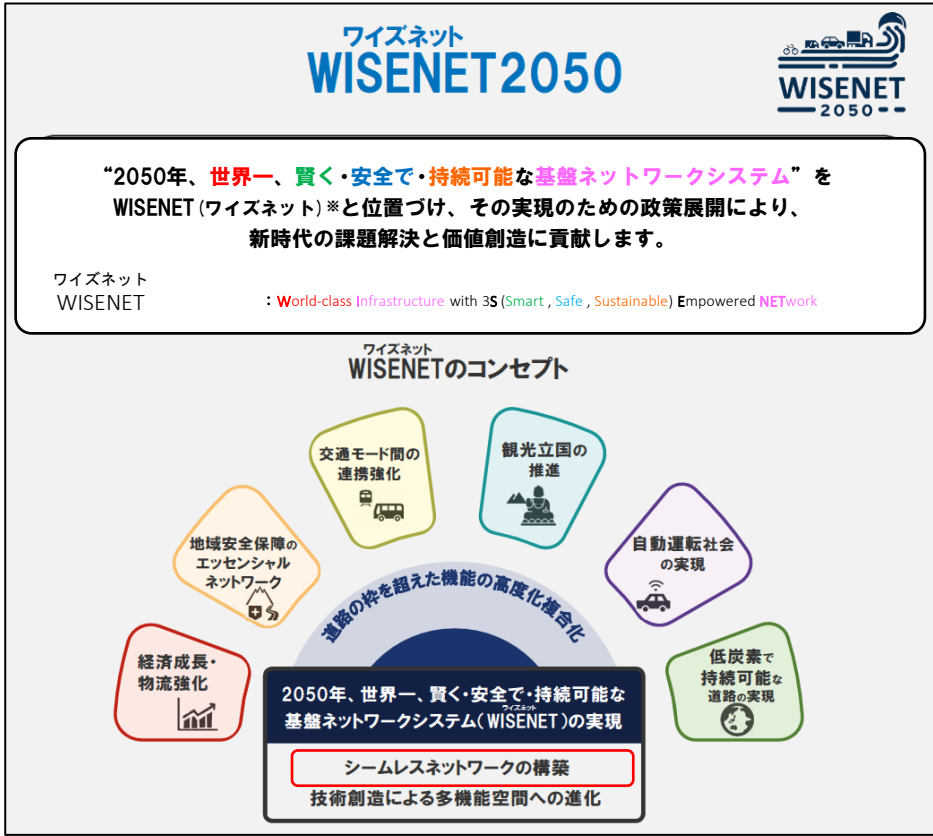 ワイズネット
WISENET2050
WISENET
2050
“2050年、世界一、賢く・安全で・持続可能な基盤ネットワークシステム”を
WISENET(ワイズネット)※と位置づけ、その実現のための政策展開により、
新時代の課題解決と価値創造に貢献します。
ワイズネット
WISENET
：World-class Infrastructure with 3S (Smart , Safe , Sustainable) Empowered NETwork
ワイズネット
WISENETのコンセプト
交通モード間の
連携強化
観光立国の
推進
地域安全保障の
エッセンシャル
ネットワーク
自動運転社会
の実現
道路の枠を超えた機能の高度化複合化
経済成長・
物流強化
低炭素で
持続可能な
道路の実現
2050年、世界一、賢く・安全で・持続可能な
ワイズネット
基盤ネットワークシステム(WISENET)の実現
シームレスネットワークの構築
技術創造による多機能空間への進化